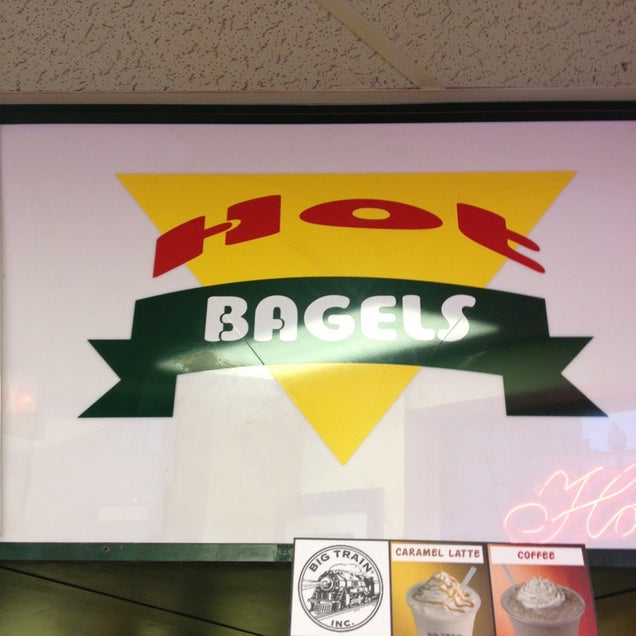 HOt
BAGELS
BIG TRAIN
INC.
CARAMEL LATTE
COFFEE